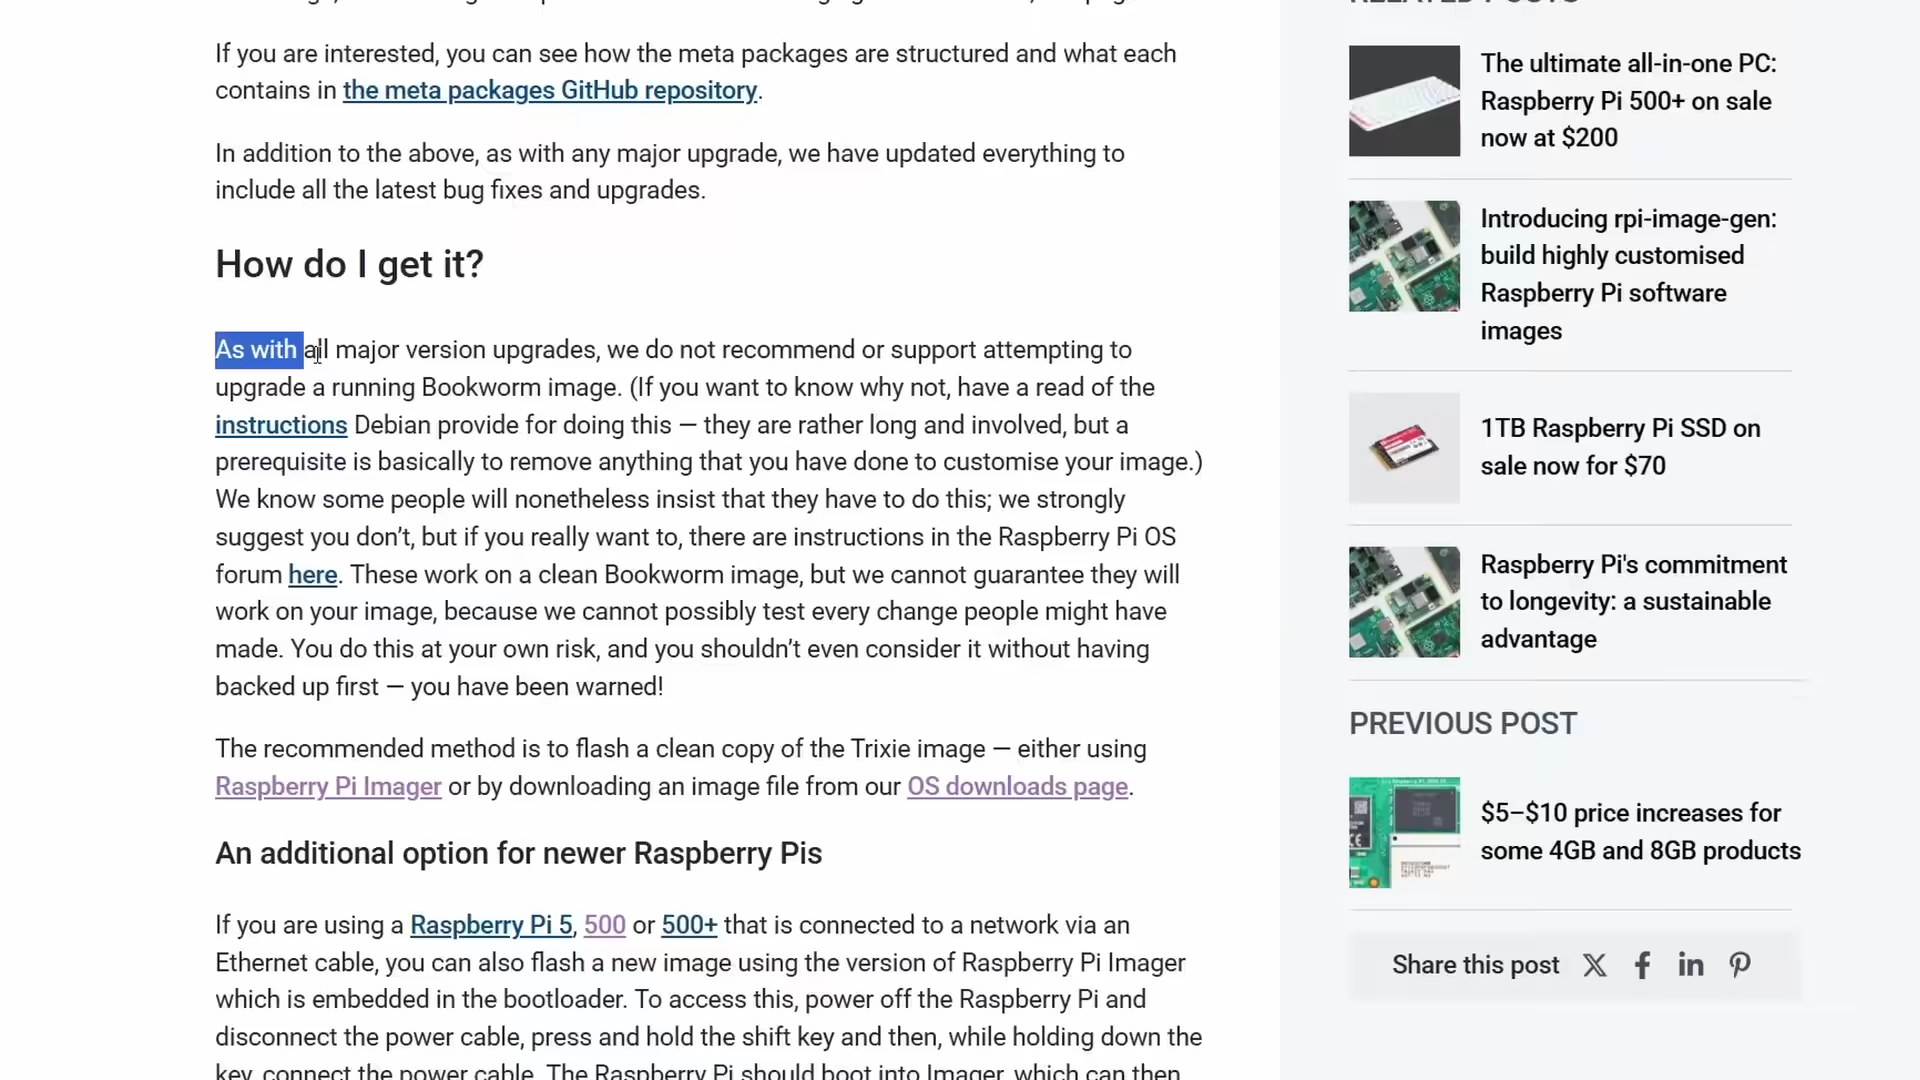 If you are interested, you can see how the meta packages are structured and what each
contains in the meta packages GitHub repository.
In addition to the above, as with any major upgrade, we have updated everything to
include all the latest bug fixes and upgrades.
How do I get it?
As with all major version upgrades, we do not recommend or support attempting to
upgrade a running Bookworm image. (If you want to know why not, have a read of the
instructions Debian provide for doing this — they are rather long and involved, but a
prerequisite is basically to remove anything that you have done to customise your image.)
We know some people will nonetheless insist that they have to do this; we strongly
suggest you don’t, but if you really want to, there are instructions in the Raspberry Pi OS
forum here. These work on a clean Bookworm image, but we cannot guarantee they will
work on your image, because we cannot possibly test every change people might have
made. You do this at your own risk, and you shouldn’t even consider it without having
backed up first — you have been warned!
The recommended method is to flash a clean copy of the Trixie image — either using
Raspberry Pi Imager or by downloading an image file from our OS downloads page.
An additional option for newer Raspberry Pis
If you are using a Raspberry Pi 5, 500 or 500+ that is connected to a network via an
Ethernet cable, you can also flash a new image using the version of Raspberry Pi Imager
which is embedded in the bootloader. To access this, power off the Raspberry Pi and
disconnect the power cable, press and hold the shift key and then, while holding down the
key, connect the power cable. The Raspberry Pi should boot into Imager, which can then
RELATED POSTS
The ultimate all-in-one PC:
Raspberry Pi 500+ on sale
now at $200
Introducing rpi-image-gen:
build highly customised
Raspberry Pi software
images
1TB Raspberry Pi SSD on
sale now for $70
Raspberry Pi's commitment
to longevity: a sustainable
advantage
PREVIOUS POST
$5–$10 price increases for
some 4GB and 8GB products
Share this post